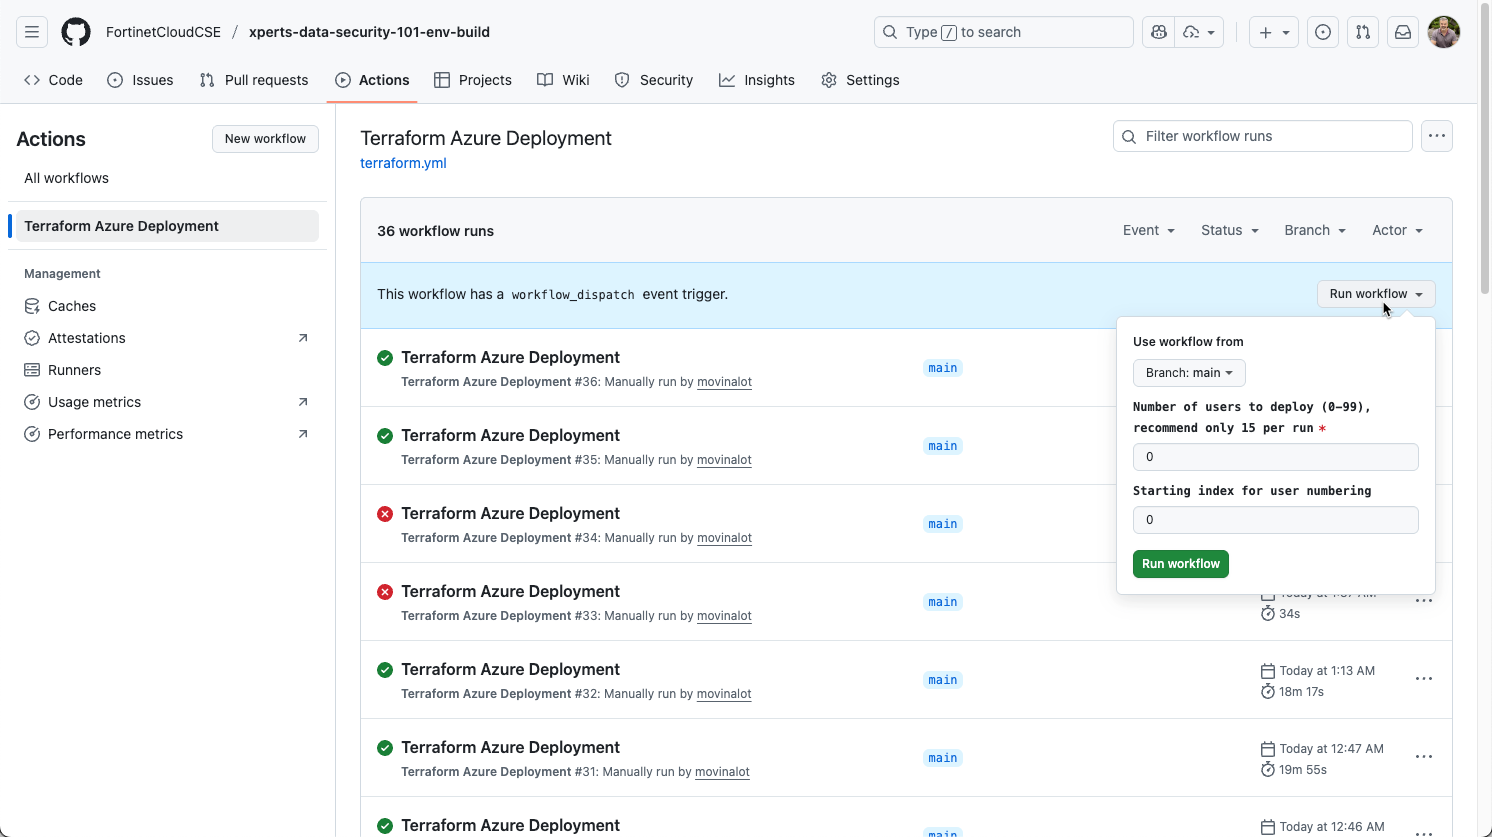 FortinetCloudCSE / xperts-data-security-101-env-build
Type / to search
Code
Issues
Pull requests
Actions
Projects
Wiki
Security
Insights
Settings
Actions
New workflow
All workflows
Terraform Azure Deployment
Management
Caches
Attestations
Runners
Usage metrics
Performance metrics
Terraform Azure Deployment
terraform.yml
Filter workflow runs
36 workflow runs
Event
Status
Branch
Actor
This workflow has a workflow_dispatch event trigger.
Run workflow
Use workflow from
Branch: main
Number of users to deploy (0-99),
recommend only 15 per run *
0
Starting index for user numbering
0
Run workflow
Terraform Azure Deployment
Terraform Azure Deployment #36: Manually run by movinalot
main
Terraform Azure Deployment
Terraform Azure Deployment #35: Manually run by movinalot
main
Terraform Azure Deployment
Terraform Azure Deployment #34: Manually run by movinalot
main
Terraform Azure Deployment
Terraform Azure Deployment #33: Manually run by movinalot
main
34s
Terraform Azure Deployment
Terraform Azure Deployment #32: Manually run by movinalot
main
Today at 1:13 AM
18m 17s
Terraform Azure Deployment
Terraform Azure Deployment #31: Manually run by movinalot
main
Today at 12:47 AM
19m 55s
Terraform Azure Deployment
main
Today at 12:46 AM